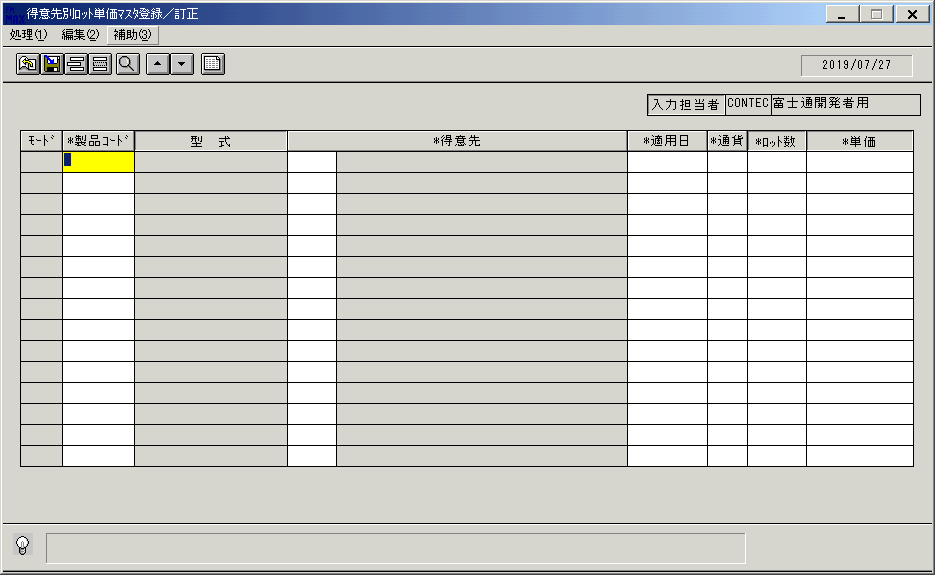 得意先別ﾛｯﾄ単価ﾏｽﾀ登録／訂正
処理(1) 編集(2) 補助(3)
2019/07/27
入力担当者 CONTEC 富士通開発者用
ﾓｰﾄﾞ *製品ｺｰﾄﾞ 型 式 *得意先 *適用日 *通貨 *ﾛｯﾄ数 *単価